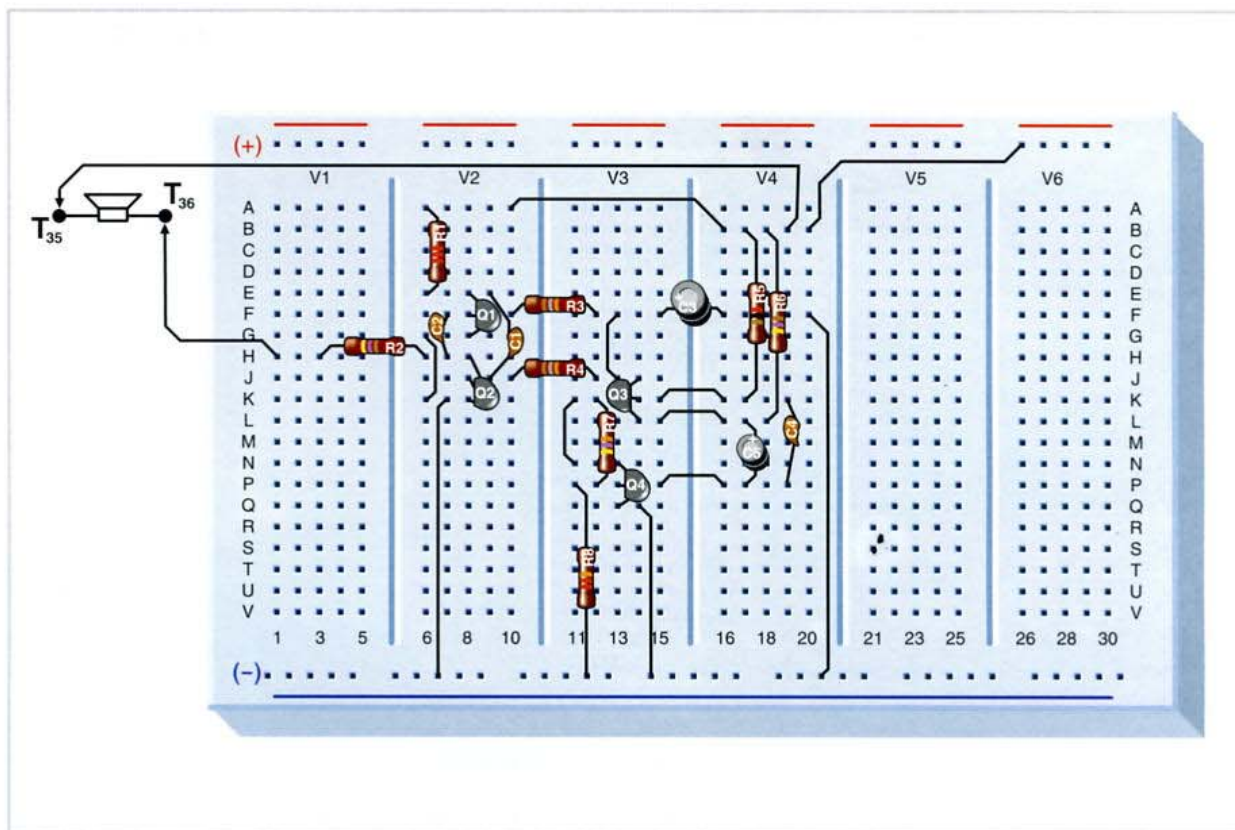 (+)
V1 V2 V3 V4 V5 V6
T36
T35
A A
B R1 B
C C
D D
E R5 E
F Q1 R3 C3 R6 F
G C2 C1 G
H R2 H
J R4 J
K Q2 Q3 K
L R7 C4 L
M C5 M
N N
P Q4 P
Q Q
R R
S R8 S
T T
U U
V V
1 3 5 6 8 10 11 13 15 16 18 20 21 23 25 26 28 30
(-)